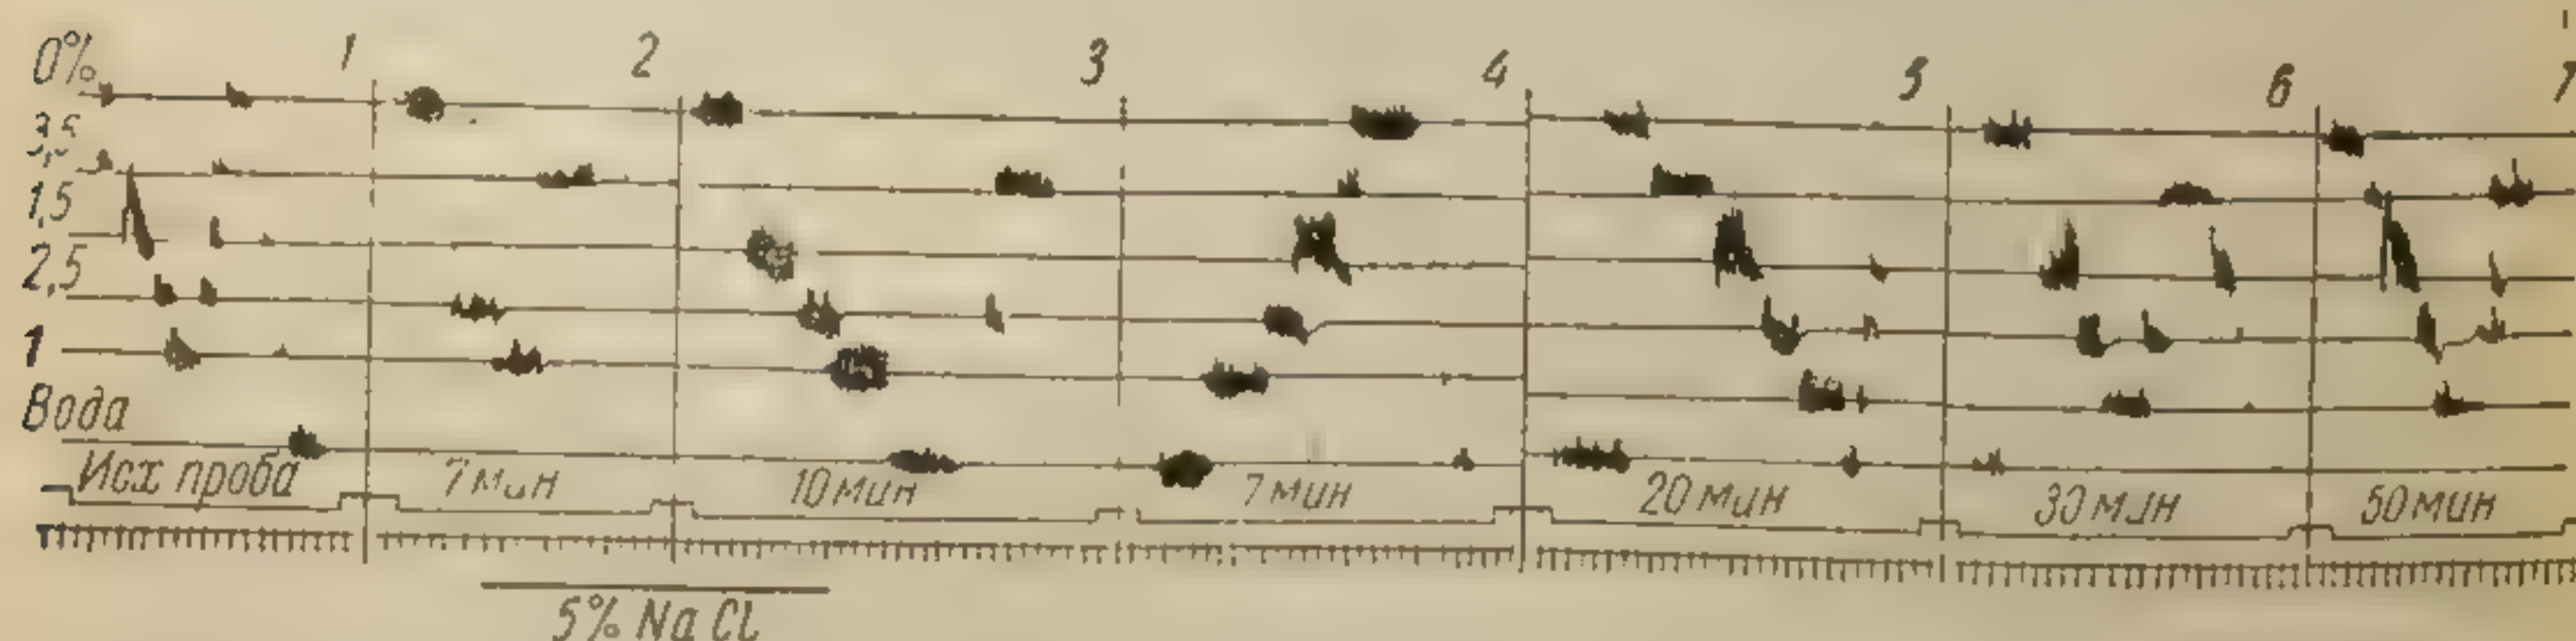 1 2 3 4 5 6 7
0%
3,5
1,5
2,5
1
Вода
Исх проба 7 мин 10 мин 7 мин 20 мин 30 мин 50 мин
5% NaCl